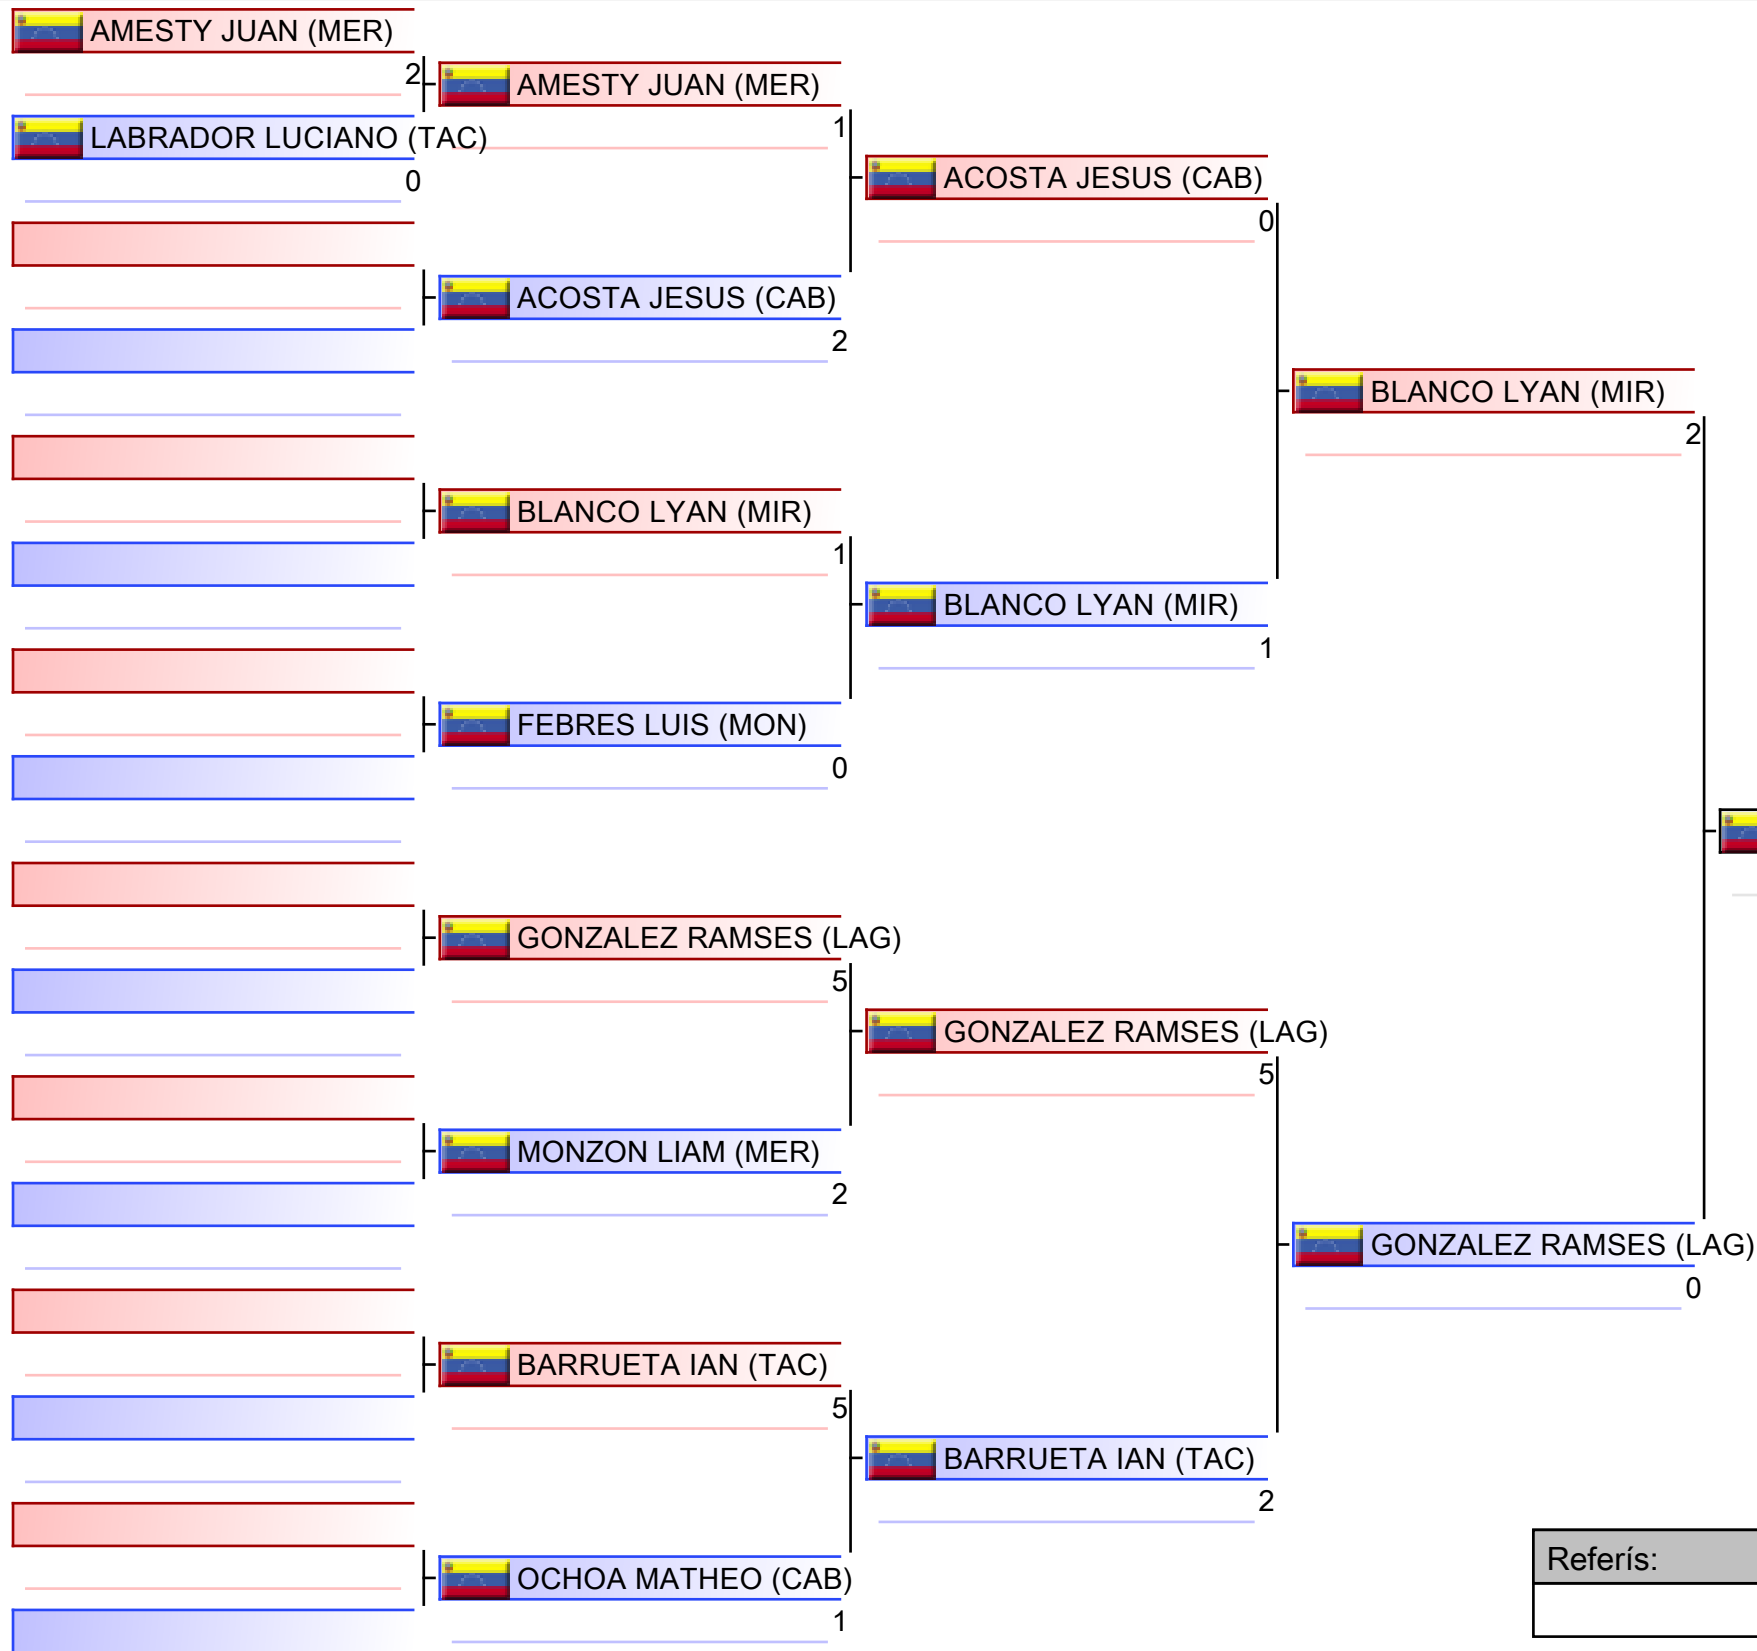 AMESTY JUAN (MER)
2
LABRADOR LUCIANO (TAC)
0
AMESTY JUAN (MER)
1
ACOSTA JESUS (CAB)
2
BLANCO LYAN (MIR)
1
FEBRES LUIS (MON)
0
GONZALEZ RAMSES (LAG)
5
MONZON LIAM (MER)
2
BARRUETA IAN (TAC)
5
OCHOA MATHEO (CAB)
1
ACOSTA JESUS (CAB)
0
BLANCO LYAN (MIR)
1
GONZALEZ RAMSES (LAG)
5
BARRUETA IAN (TAC)
2
BLANCO LYAN (MIR)
2
GONZALEZ RAMSES (LAG)
0
Referís: